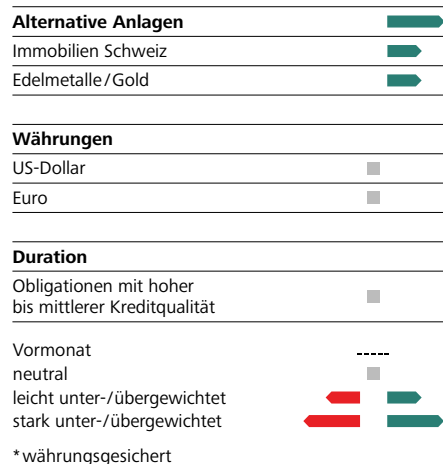 Alternative Anlagen
Immobilien Schweiz
Edelmetalle/Gold
Währungen
US-Dollar
Euro
Duration
Obligationen mit hoher
bis mittlerer Kreditqualität
Vormonat
neutral
leicht unter-/übergewichtet
stark unter-/übergewichtet
*währungsgesichert